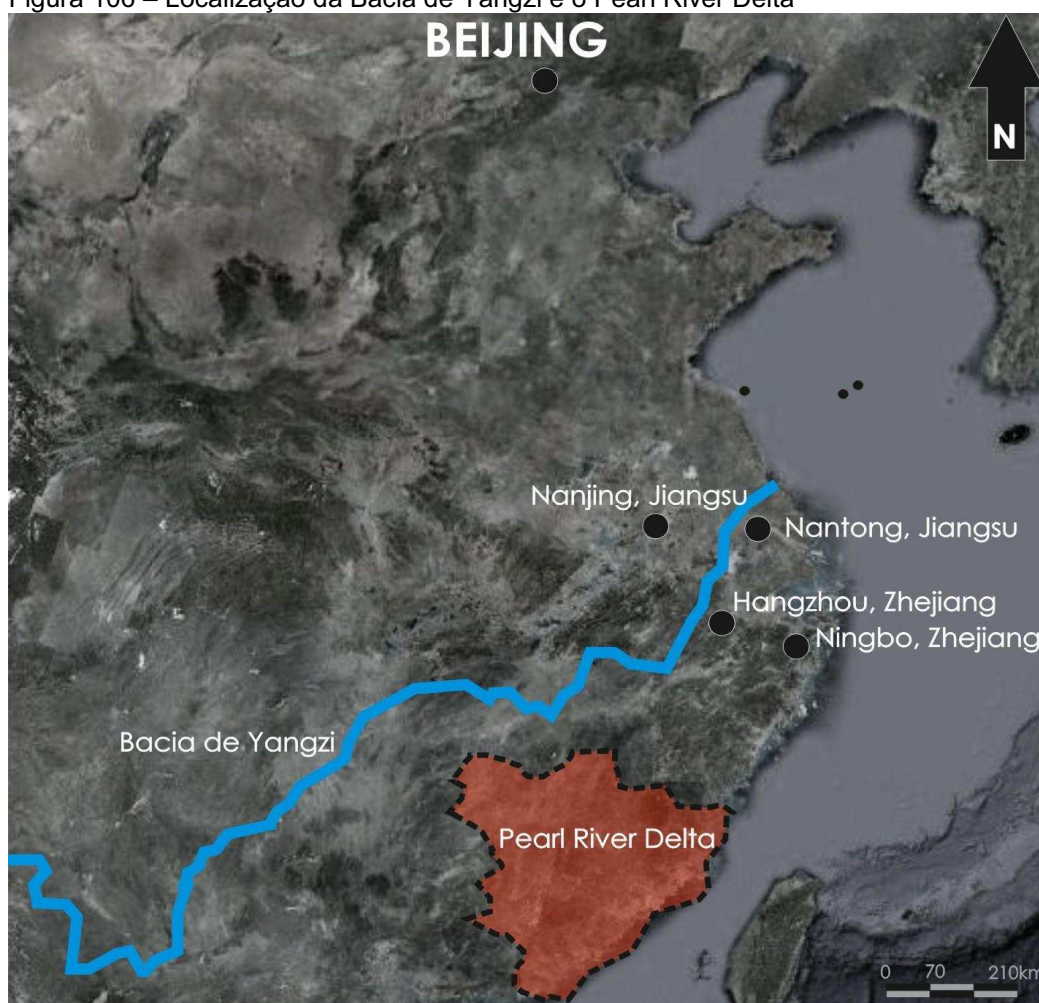 Figura 106 – Localização da Bacia de Yangzi e o Pearl River Delta
BEIJING
N
Nanjing, Jiangsu
Nantong, Jiangsu
Hangzhou, Zhejiang
Ningbo, Zhejiang
Bacia de Yangzi
Pearl River Delta
0 70 210km